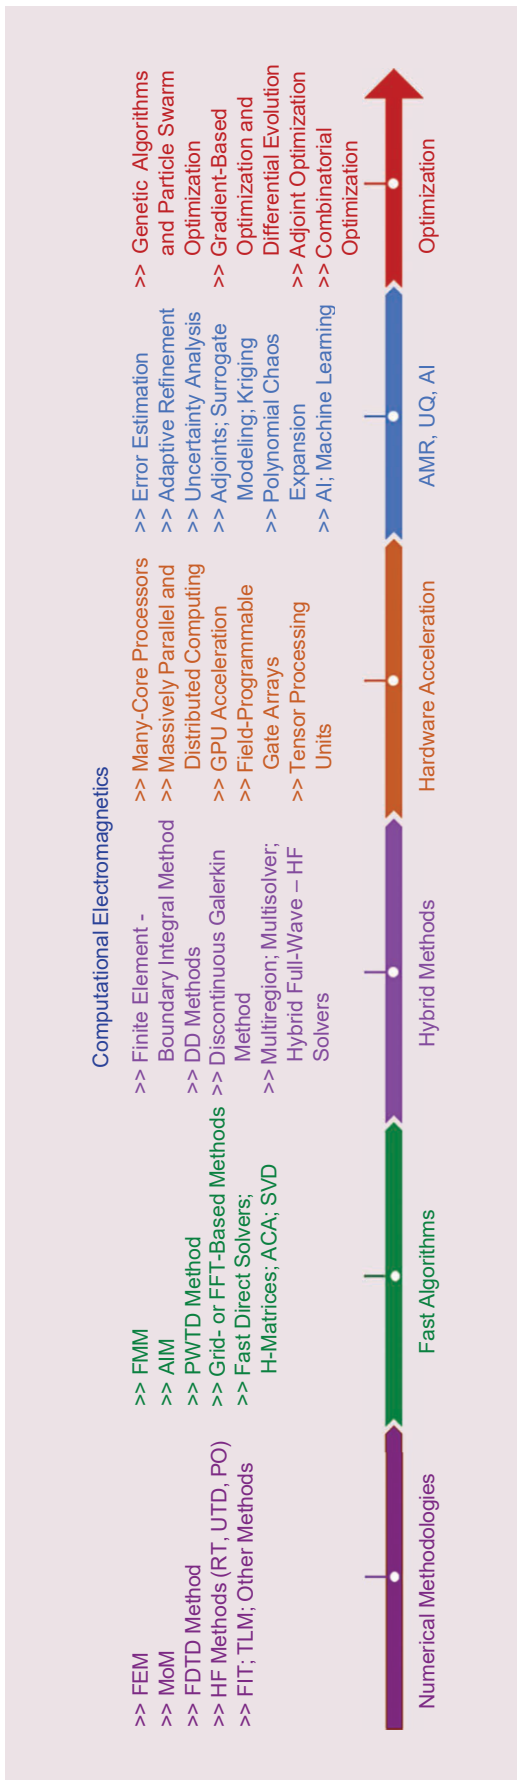 Computational Electromagnetics
>> FEM
>> MoM
>> FDTD Method
>> HF Methods (RT, UTD, PO)
>> FIT; TLM; Other Methods
Numerical Methodologies
>> FMM
>> AIM
>> PWTD Method
>> Grid- or FFT-Based Methods
>> Fast Direct Solvers;
H-Matrices; ACA; SVD
Fast Algorithms
>> Finite Element -
Boundary Integral Method
>> DD Methods
>> Discontinuous Galerkin
Method
>> Multiregion; Multisolver;
Hybrid Full-Wave – HF
Solvers
Hybrid Methods
>> Many-Core Processors
>> Massively Parallel and
Distributed Computing
>> GPU Acceleration
>> Field-Programmable
Gate Arrays
>> Tensor Processing
Units
Hardware Acceleration
>> Error Estimation
>> Adaptive Refinement
>> Uncertainty Analysis
>> Adjoints; Surrogate
Modeling; Kriging
>> Polynomial Chaos
Expansion
>> AI; Machine Learning
AMR, UQ, AI
>> Genetic Algorithms
and Particle Swarm
Optimization
>> Gradient-Based
Optimization and
Differential Evolution
>> Adjoint Optimization
>> Combinatorial
Optimization
Optimization